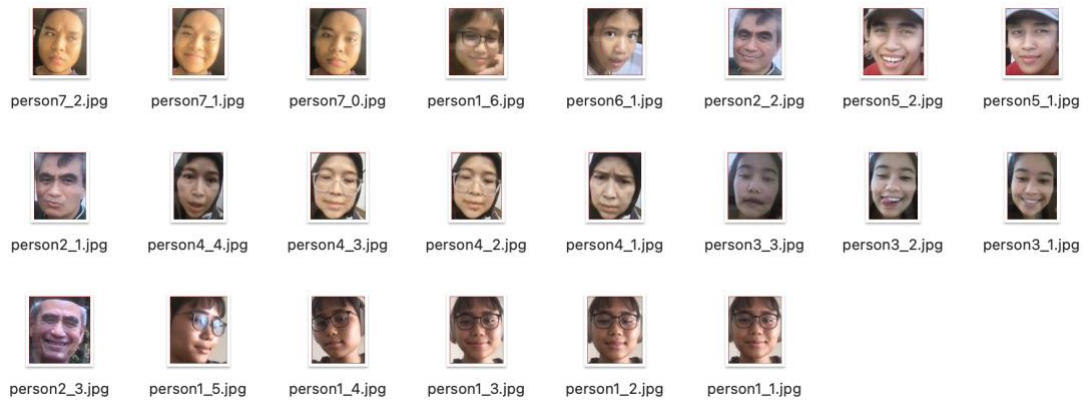 person7_2.jpg person7_1.jpg person7_0.jpg person1_6.jpg person6_1.jpg person2_2.jpg person5_2.jpg person5_1.jpg
person2_1.jpg person4_4.jpg person4_3.jpg person4_2.jpg person4_1.jpg person3_3.jpg person3_2.jpg person3_1.jpg
person2_3.jpg person1_5.jpg person1_4.jpg person1_3.jpg person1_2.jpg person1_1.jpg